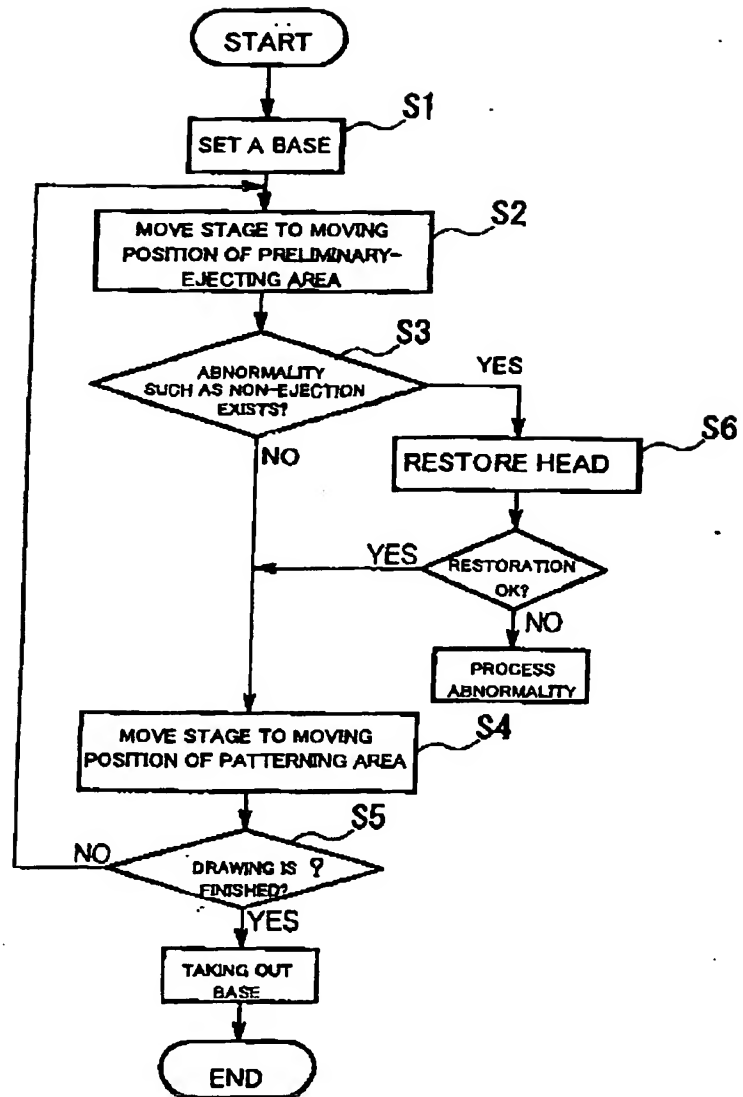 START
S1
SET A BASE
S2
MOVE STAGE TO MOVING
POSITION OF PRELIMINARY-
EJECTING AREA
S3
ABNORMALITY
SUCH AS NON-EJECTION
EXISTS?
YES
NO
S6
RESTORE HEAD
YES
RESTORATION
OK?
NO
PROCESS
ABNORMALITY
S4
MOVE STAGE TO MOVING
POSITION OF PATTERNING AREA
S5
NO
DRAWING IS ?
FINISHED?
YES
TAKING OUT
BASE
END